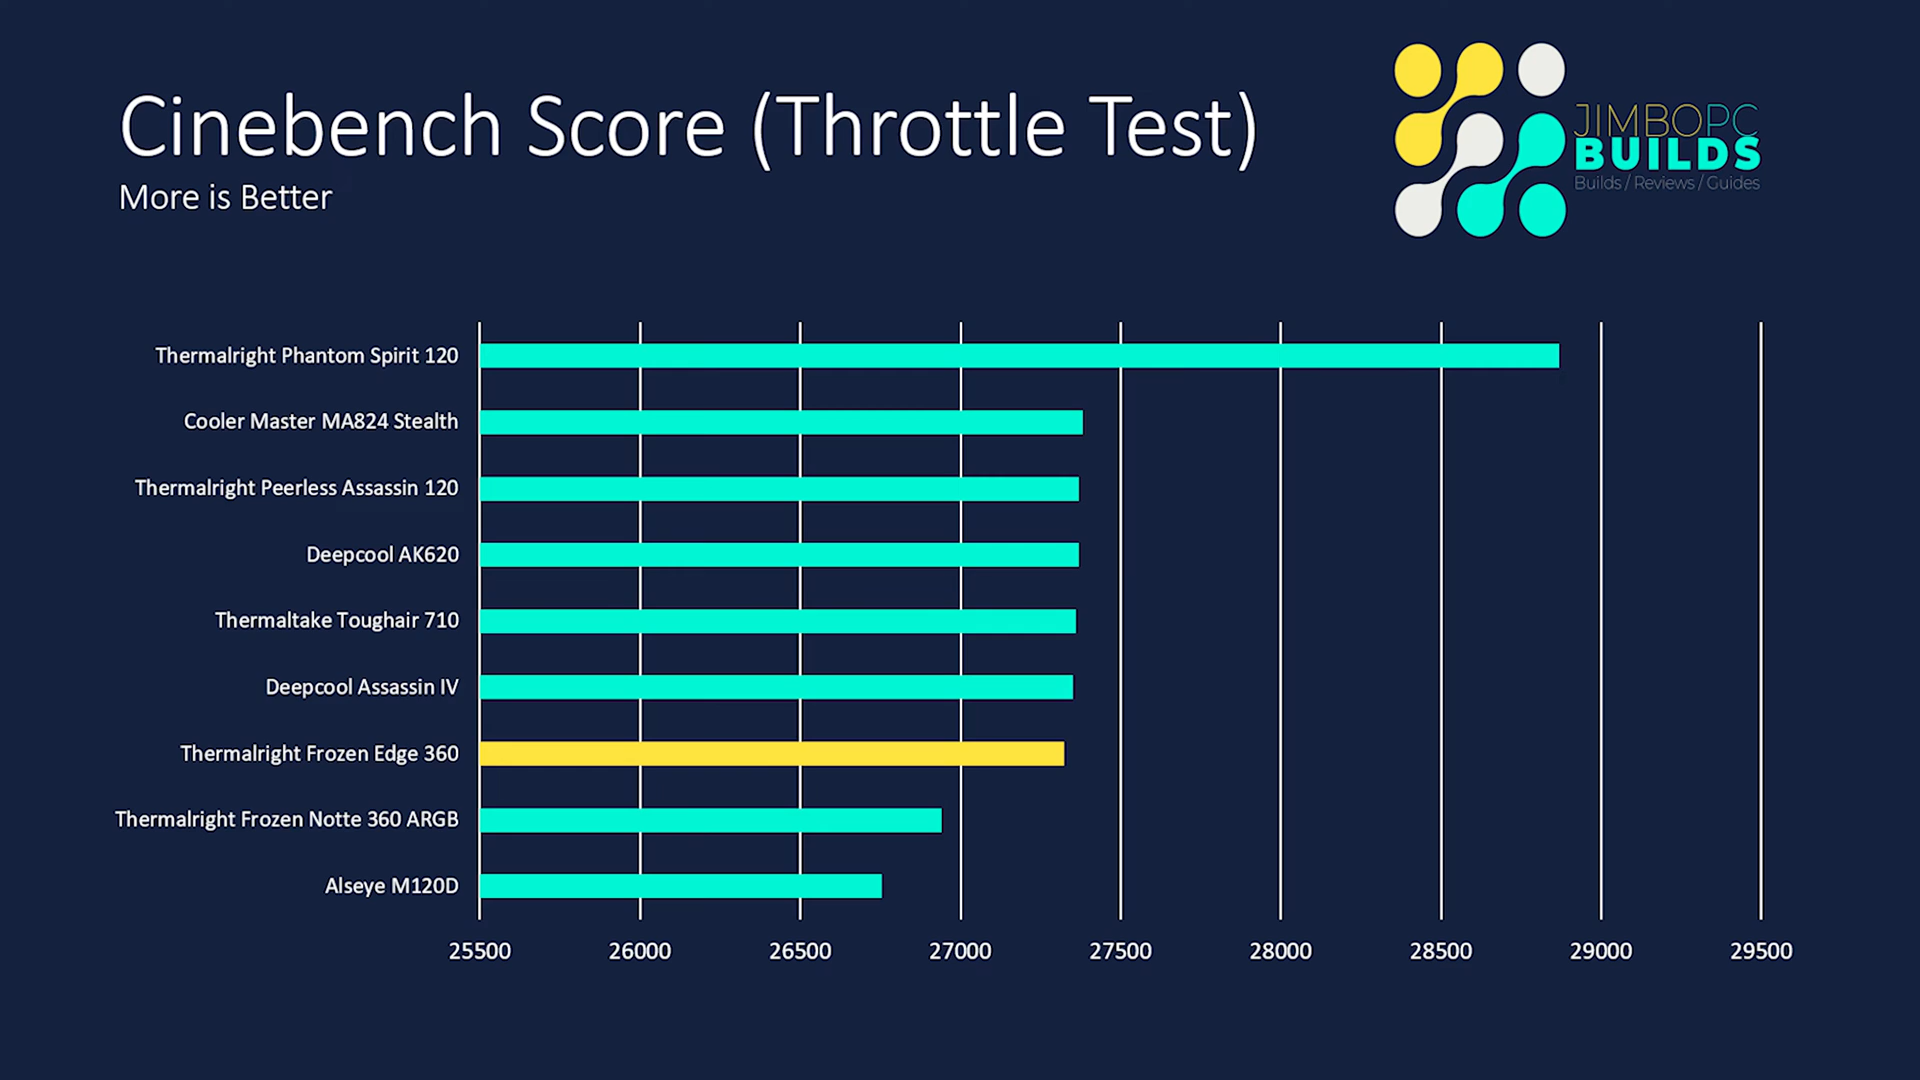 Cinebench Score (Throttle Test)
More is Better
JIMBOPC
BUILDS
Builds / Reviews / Guides
Thermalright Phantom Spirit 120
Cooler Master MA824 Stealth
Thermalright Peerless Assassin 120
Deepcool AK620
Thermaltake Toughair 710
Deepcool Assassin IV
Thermalright Frozen Edge 360
Thermalright Frozen Notte 360 ARGB
Alseye M120D
25500 26000 26500 27000 27500 28000 28500 29000 29500